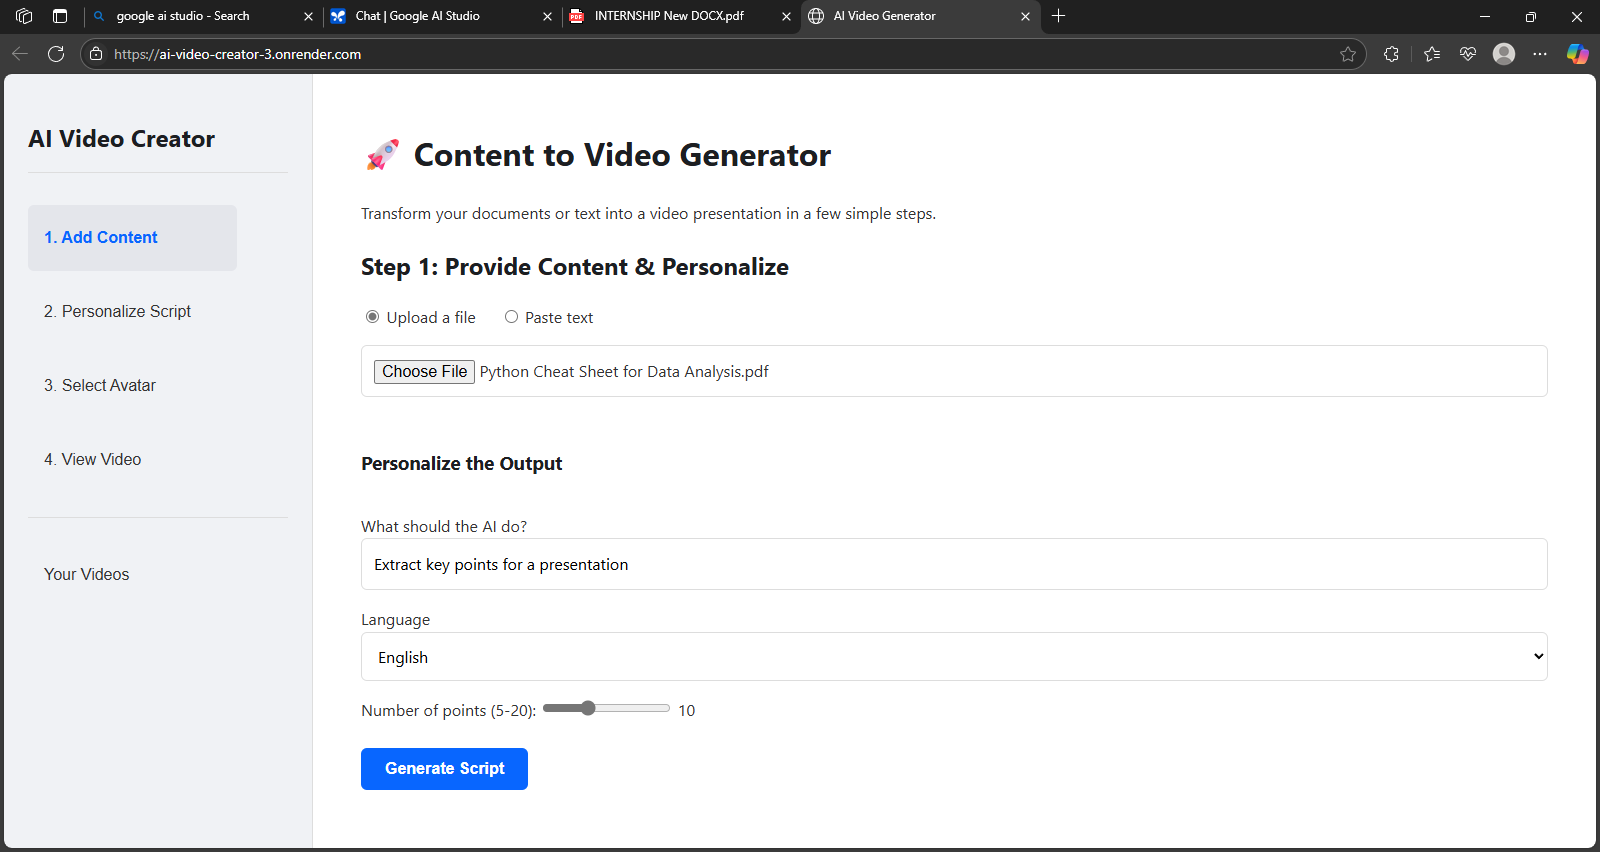 google ai studio - Search
Chat | Google AI Studio
INTERNSHIP New DOCX.pdf
AI Video Generator
https://ai-video-creator-3.onrender.com
AI Video Creator
1. Add Content
2. Personalize Script
3. Select Avatar
4. View Video
Your Videos
🚀 Content to Video Generator
Transform your documents or text into a video presentation in a few simple steps.
Step 1: Provide Content & Personalize
Upload a file Paste text
Choose File Python Cheat Sheet for Data Analysis.pdf
Personalize the Output
What should the AI do?
Extract key points for a presentation
Language
English
Number of points (5-20): 10
Generate Script